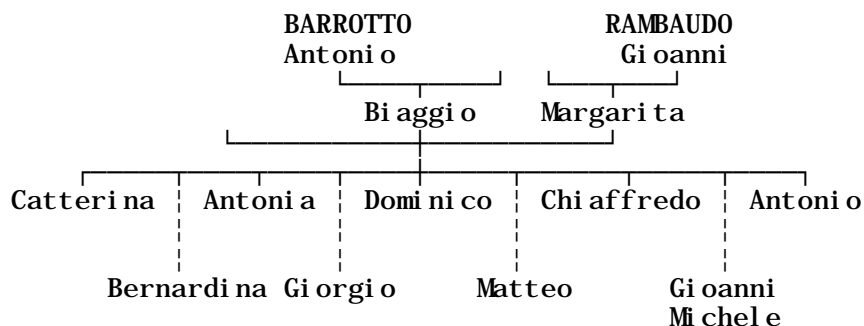 BARROTTO RAMBAUDO
Antonio Gioanni
Biaggio Margarita
Catterina Antonia Dominico Chiaffredo Antonio
Bernardina Giorgio Matteo Gioanni
Michele